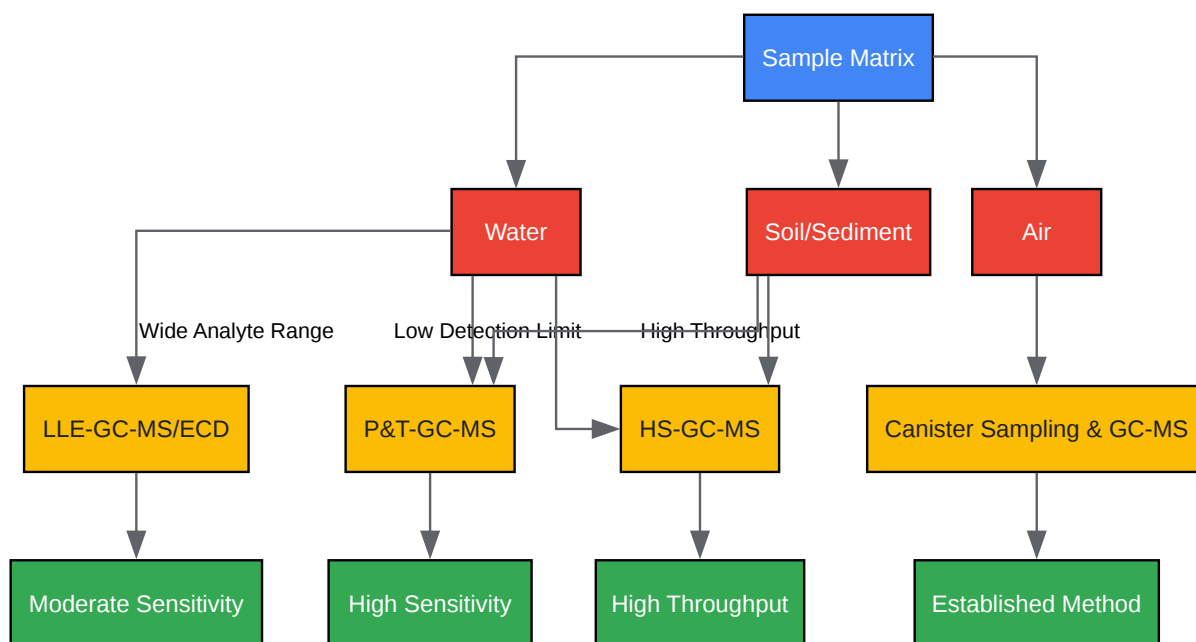 Sample Matrix
Water
Soil/Sediment
Air
Wide Analyte Range
Low Detection Limit
High Throughput
LLE-GC-MS/ECD
P&T-GC-MS
HS-GC-MS
Canister Sampling & GC-MS
Moderate Sensitivity
High Sensitivity
High Throughput
Established Method